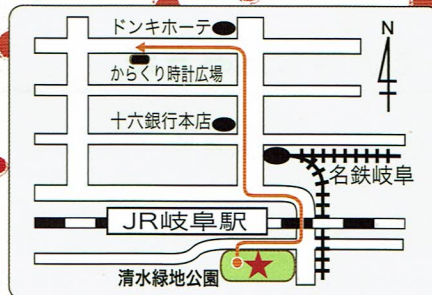 ドンキホーテ
N
からくり時計広場
十六銀行本店
名鉄岐阜
JR岐阜駅
清水緑地公園